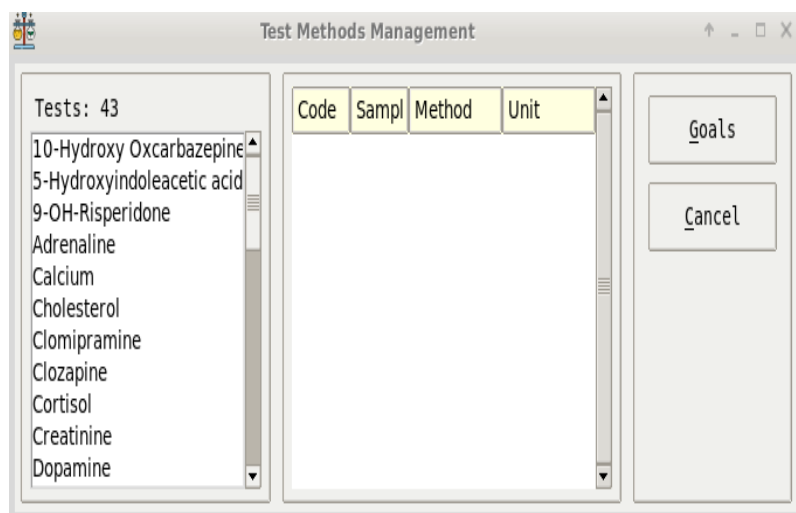 Test Methods Management
Tests: 43
10-Hydroxy Oxcarbazepine
5-Hydroxyindoleacetic acid
9-OH-Risperidone
Adrenaline
Calcium
Cholesterol
Clomipramine
Clozapine
Cortisol
Creatinine
Dopamine
Code Sampl Method Unit
Goals
Cancel